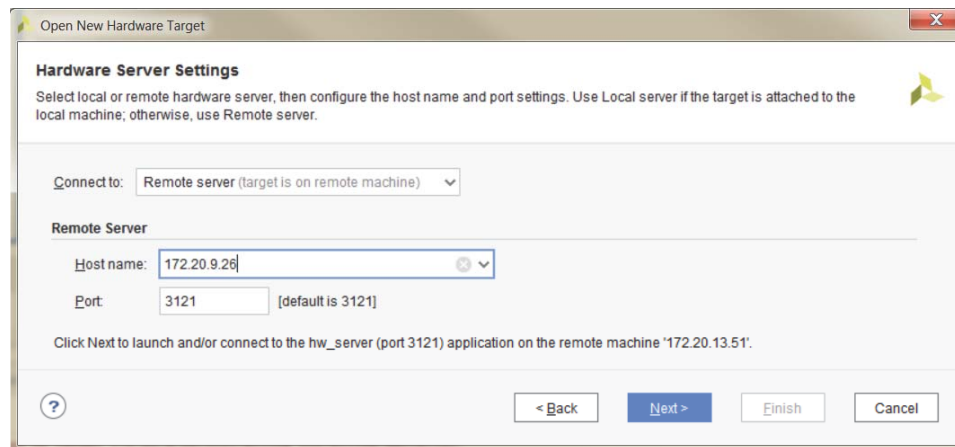 Open New Hardware Target
Hardware Server Settings
Select local or remote hardware server, then configure the host name and port settings. Use Local server if the target is attached to the
local machine; otherwise, use Remote server.
Connect to: Remote server (target is on remote machine)
Remote Server
Host name: 172.20.9.26
Port: 3121 [default is 3121]
Click Next to launch and/or connect to the hw_server (port 3121) application on the remote machine '172.20.13.51'.
? < Back Next > Finish Cancel